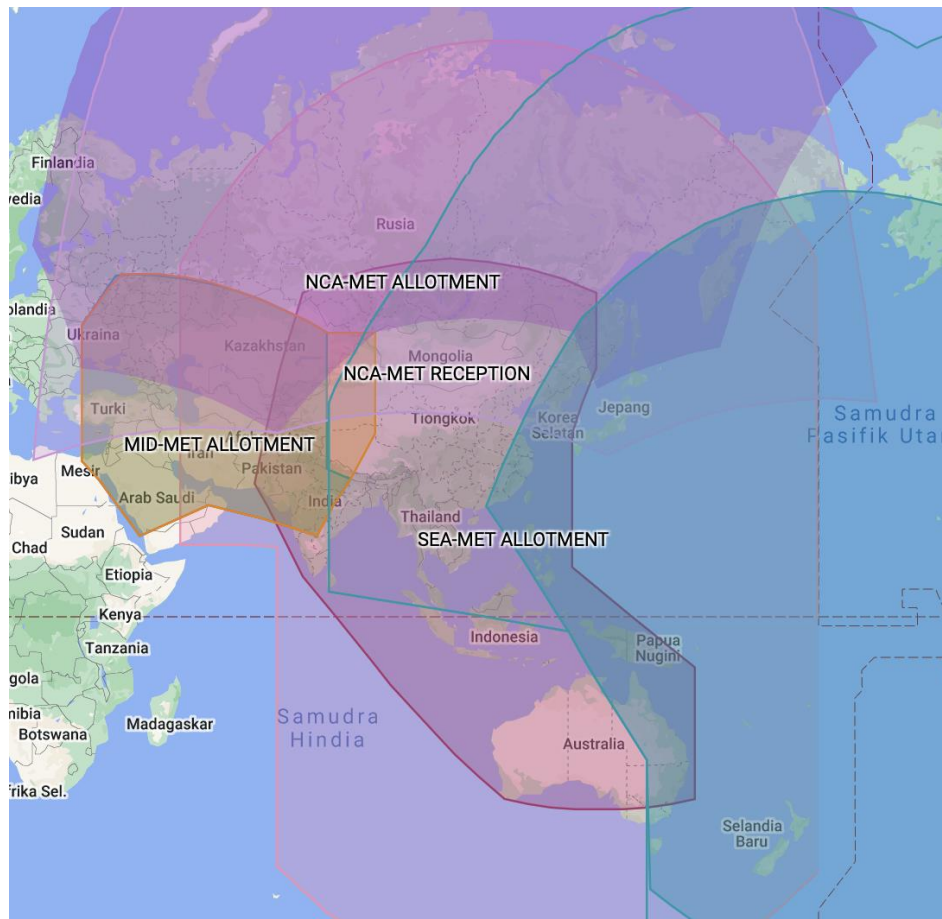 Finlandia
vedia
Rusia
NCA-MET ALLOTMENT
olandia
Ukraina
Kazakhstan
Mongolia
NCA-MET RECEPTION
Turki
Tiongkok
Korea
Selatan
Jepang
Samudra
Pasifik Utar
MID-MET ALLOTMENT
Iran
Pakistan
Mesir
ibya
Arab Saudi
India
Thailand
Sudan
SEA-MET ALLOTMENT
Chad
Etiopia
Kenya
Indonesia
Papua
Nugini
Tanzania
gola
mibia
Botswana
Madagaskar
Samudra
Hindia
Australia
frika Sel.
Selandia
Baru